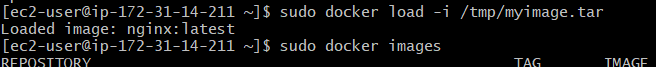 [ec2-user@ip-172-31-14-211 ~]$ sudo docker load -i /tmp/myimage.tar
Loaded image: nginx:latest
[ec2-user@ip-172-31-14-211 ~]$ sudo docker images
REPOSITORY TAG IMAGE